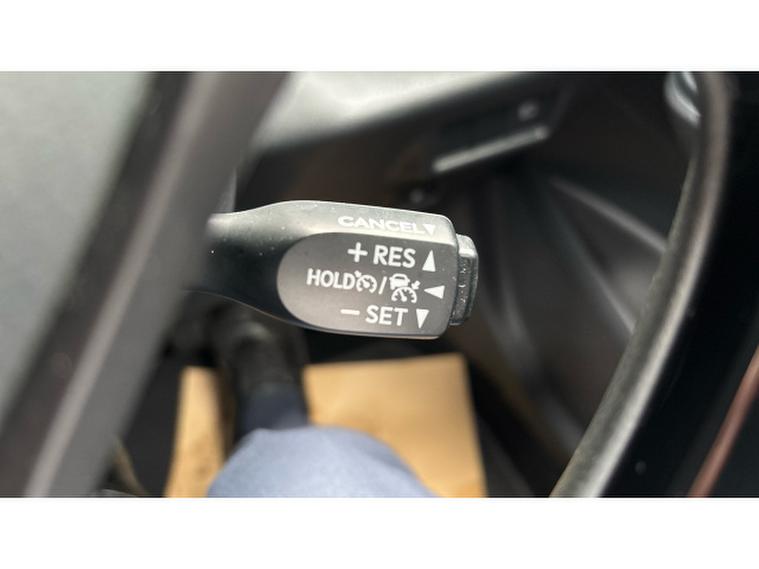 CANCEL▼
+ RES ▲
HOLD / ◀
− SET ▼